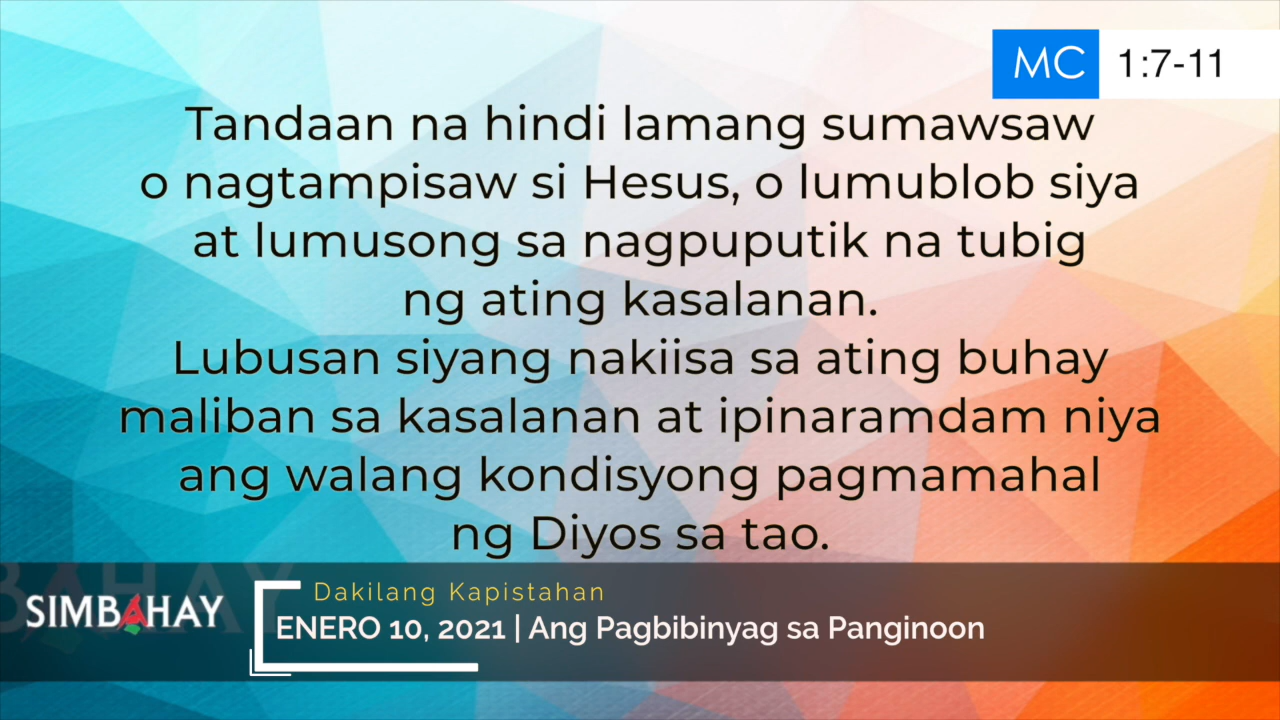 MC 1:7-11
Tandaan na hindi lamang sumawsaw
o nagtampisaw si Hesus, o lumublob siya
at lumusong sa nagpuputik na tubig
ng ating kasalanan.
Lubusan siyang nakiisa sa ating buhay
maliban sa kasalanan at ipinaramdam niya
ang walang kondisyong pagmamahal
ng Diyos sa tao.
SIMBAHAY
Dakilang Kapistahan
ENERO 10, 2021 | Ang Pagbibinyag sa Panginoon